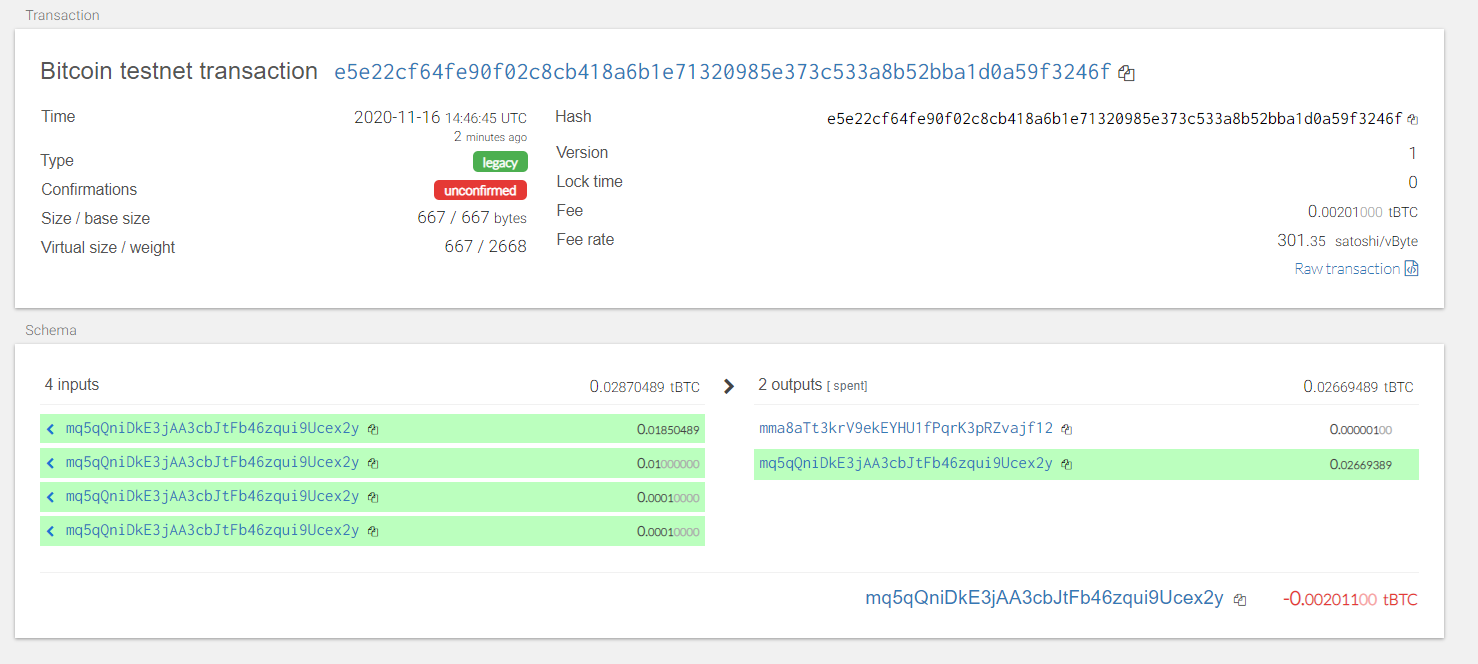 Transaction
Bitcoin testnet transaction e5e22cf64fe90f02c8cb418a6b1e71320985e373c533a8b52bba1d0a59f3246f
Time 2020-11-16 14:46:45 UTC
2 minutes ago
Type legacy
Confirmations unconfirmed
Size / base size 667 / 667 bytes
Virtual size / weight 667 / 2668
Hash e5e22cf64fe90f02c8cb418a6b1e71320985e373c533a8b52bba1d0a59f3246f
Version 1
Lock time 0
Fee 0.00201000 tBTC
Fee rate 301.35 satoshi/vByte
Raw transaction
Schema
4 inputs 0.02870489 tBTC
mq5qQniDkE3jAA3cbJtFb46zqui9Ucex2y 0.01850489
mq5qQniDkE3jAA3cbJtFb46zqui9Ucex2y 0.01000000
mq5qQniDkE3jAA3cbJtFb46zqui9Ucex2y 0.00010000
mq5qQniDkE3jAA3cbJtFb46zqui9Ucex2y 0.00010000
2 outputs [ spent] 0.02669489 tBTC
mma8aTt3krV9ekEYHU1fPqrK3pRZvajf12 0.00000100
mq5qQniDkE3jAA3cbJtFb46zqui9Ucex2y 0.02669389
mq5qQniDkE3jAA3cbJtFb46zqui9Ucex2y -0.00201100 tBTC